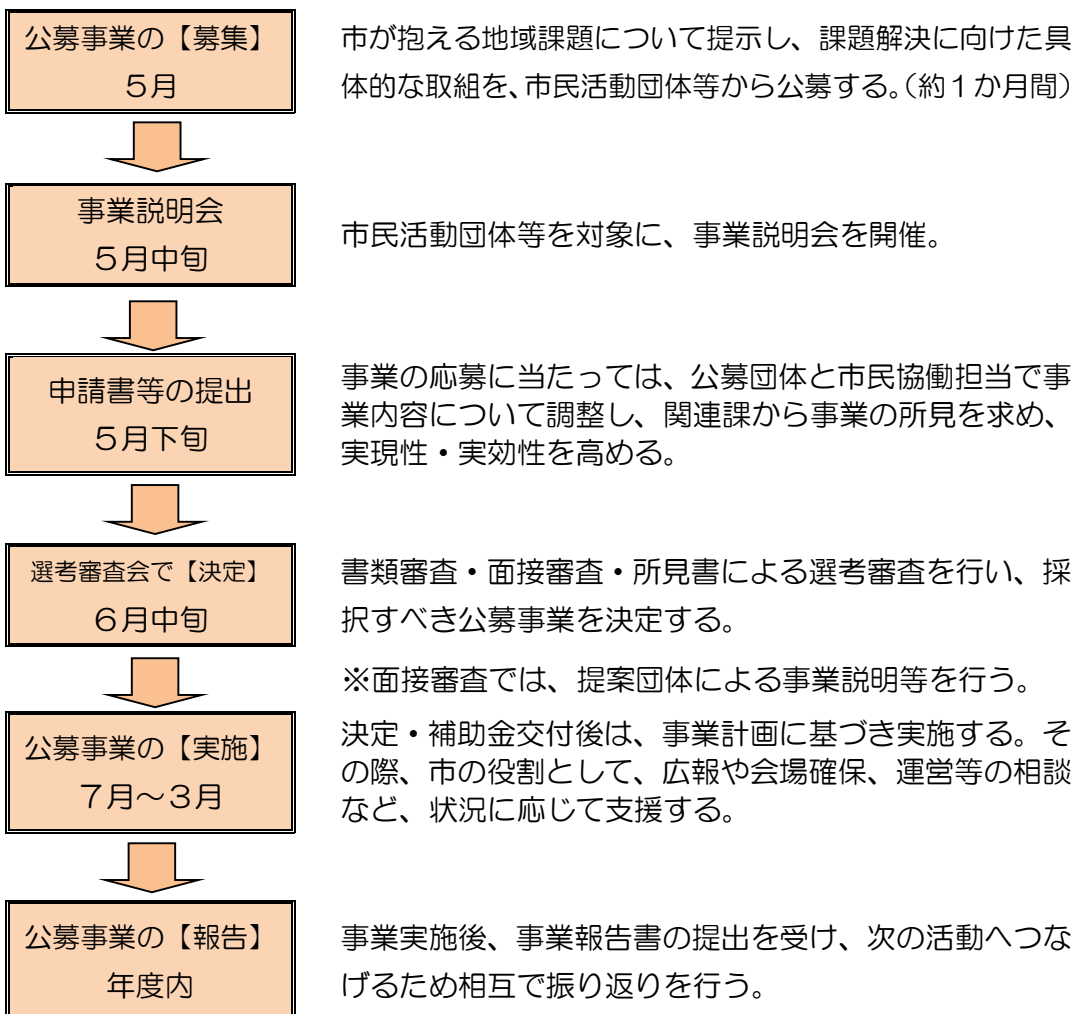 公募事業の【募集】
５月
市が抱える地域課題について提示し、課題解決に向けた具
体的な取組を、市民活動団体等から公募する。（約１か月間）
事業説明会
５月中旬
市民活動団体等を対象に、事業説明会を開催。
申請書等の提出
５月下旬
事業の応募に当たっては、公募団体と市民協働担当で事
業内容について調整し、関連課から事業の所見を求め、
実現性・実効性を高める。
選考審査会で【決定】
６月中旬
書類審査・面接審査・所見書による選考審査を行い、採
択すべき公募事業を決定する。
※面接審査では、提案団体による事業説明等を行う。
公募事業の【実施】
７月～３月
決定・補助金交付後は、事業計画に基づき実施する。そ
の際、市の役割として、広報や会場確保、運営等の相談
など、状況に応じて支援する。
公募事業の【報告】
年度内
事業実施後、事業報告書の提出を受け、次の活動へつな
げるため相互で振り返りを行う。